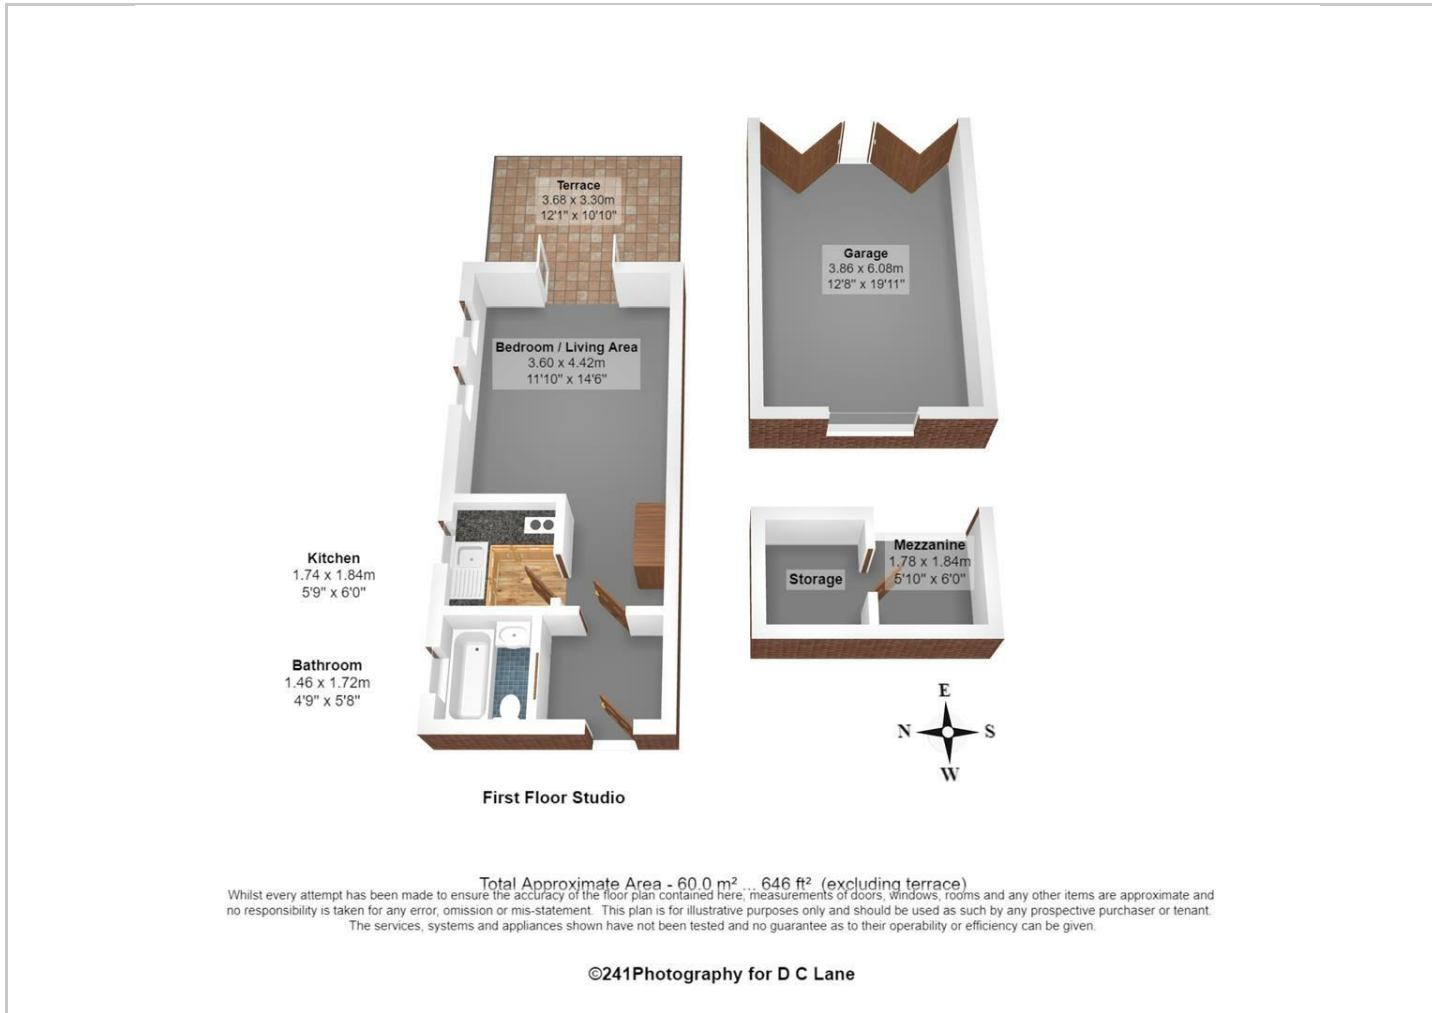 Terrace
3.68 x 3.30m
12'1" x 10'10"
Garage
3.86 x 6.08m
12'8" x 19'11"
Bedroom / Living Area
3.60 x 4.42m
11'10" x 14'6"
Kitchen
1.74 x 1.84m
5'9" x 6'0"
Mezzanine
1.78 x 1.84m
5'10" x 6'0"
Storage
Bathroom
1.46 x 1.72m
4'9" x 5'8"
E
N
S
W
First Floor Studio
Total Approximate Area - 60.0 m² ... 646 ft² (excluding terrace)
Whilst every attempt has been made to ensure the accuracy of the floor plan contained here, measurements of doors, windows, rooms and any other items are approximate and
no responsibility is taken for any error, omission or mis-statement. This plan is for illustrative purposes only and should be used as such by any prospective purchaser or tenant.
The services, systems and appliances shown have not been tested and no guarantee as to their operability or efficiency can be given.
©241Photography for D C Lane